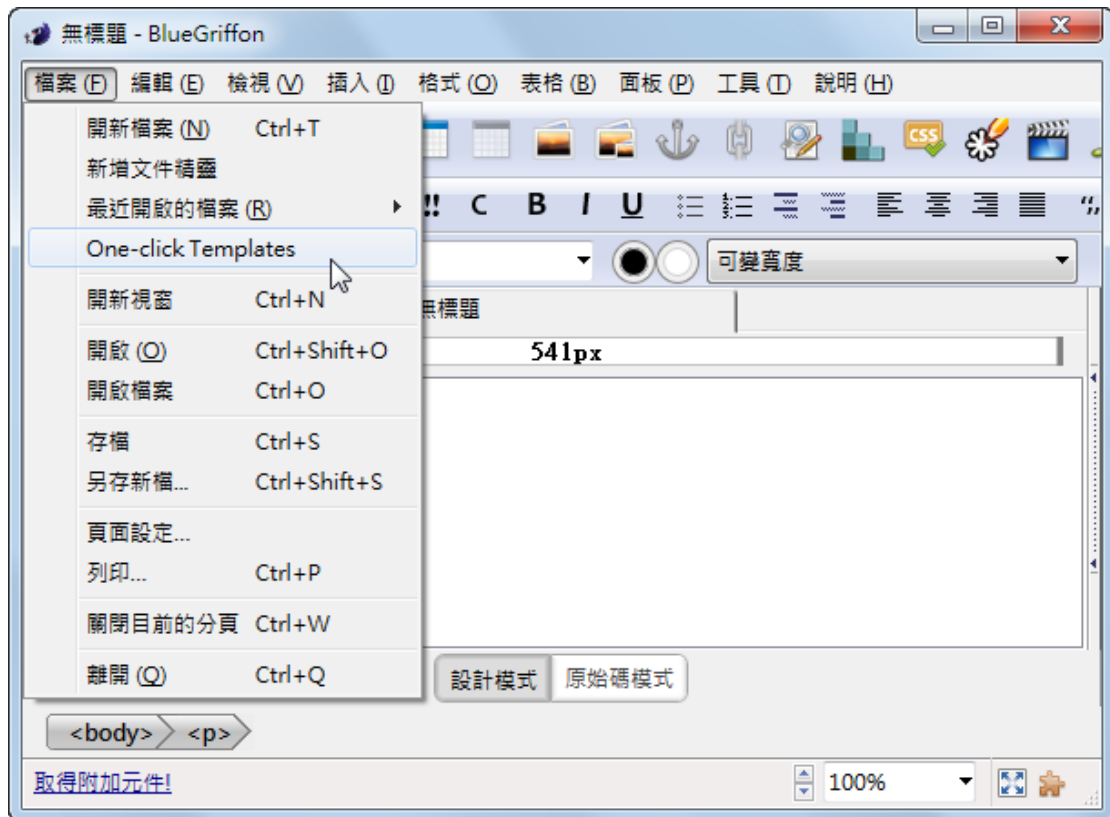 無標題 - BlueGriffon
檔案 (F) 編輯 (E) 檢視 (V) 插入 (I) 格式 (O) 表格 (B) 面板 (P) 工具 (T) 說明 (H)
開新檔案 (N) Ctrl+T
新增文件精靈
最近開啟的檔案 (R)
!! C B I U
One-click Templates
可變寬度
開新視窗 Ctrl+N
無標題
開啟 (O) Ctrl+Shift+O
541px
開啟檔案 Ctrl+O
存檔 Ctrl+S
另存新檔... Ctrl+Shift+S
頁面設定...
列印... Ctrl+P
關閉目前的分頁 Ctrl+W
離開 (Q) Ctrl+Q
設計模式 原始碼模式
<body> <p>
取得附加元件! 100%
CSS